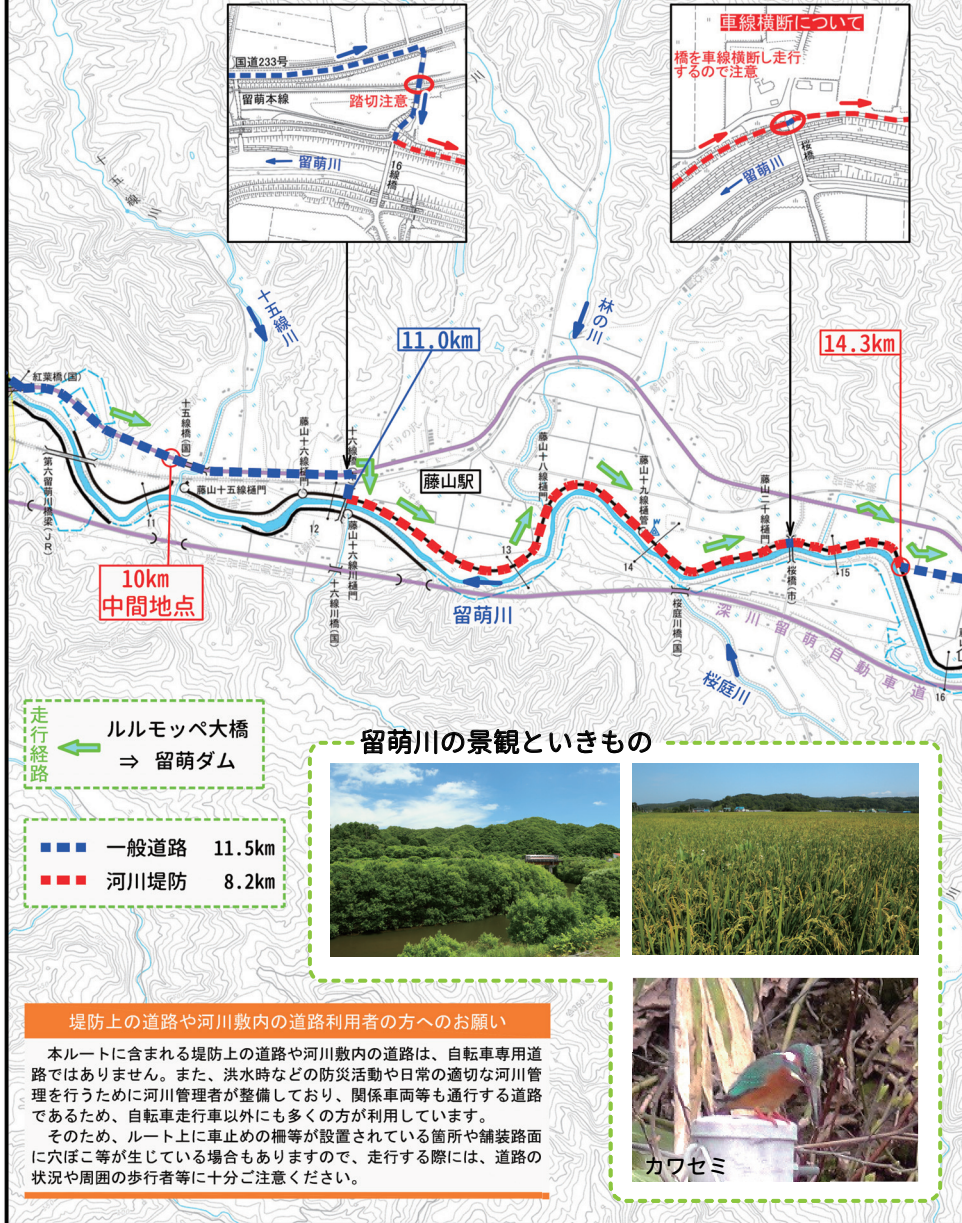 国道233号
留萌本線
踏切注意
留萌川
16線橋
車線横断について
橋を車線横断し走行
するので注意
留萌川
桜橋
十五線川
十五線川
林の川
11.0km
14.3km
紅葉橋(国)
十五線橋(国)
藤山十六線樋門
藤山駅
藤山十八線樋門
藤山十九線樋管
藤山二十線樋門
藤山十五線樋門
(第六留萌川橋梁(JR)
11
12
13
14
15
16
藤山十六線川樋門
十六線川橋(国)
10km
中間地点
留萌川
桜庭川橋(国)
桜橋(市)
深川・留萌自動車道
桜庭川
走行経路
ルルモッペ大橋
⇒ 留萌ダム
一般道路 11.5km
河川堤防 8.2km
留萌川の景観といきもの
カワセミ
堤防上の道路や河川敷内の道路利用者の方へのお願い
本ルートに含まれる堤防上の道路や河川敷内の道路は、自転車専用道
路ではありません。また、洪水時などの防災活動や日常の適切な河川管
理を行うために河川管理者が整備しており、関係車両等も通行する道路
であるため、自転車走行車以外にも多くの方が利用しています。
そのため、ルート上に車止めの柵等が設置されている箇所や舗装路面
に穴ぼこ等が生じている場合もありますので、走行する際には、道路の
状況や周囲の歩行者等に十分ご注意ください。